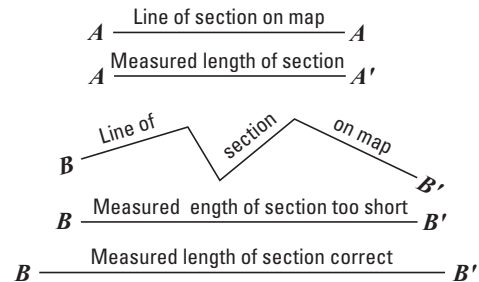 A Line of section on map A
A Measured length of section A'
B Line of section on map B'
B Measured ength of section too short B'
B Measured length of section correct B'